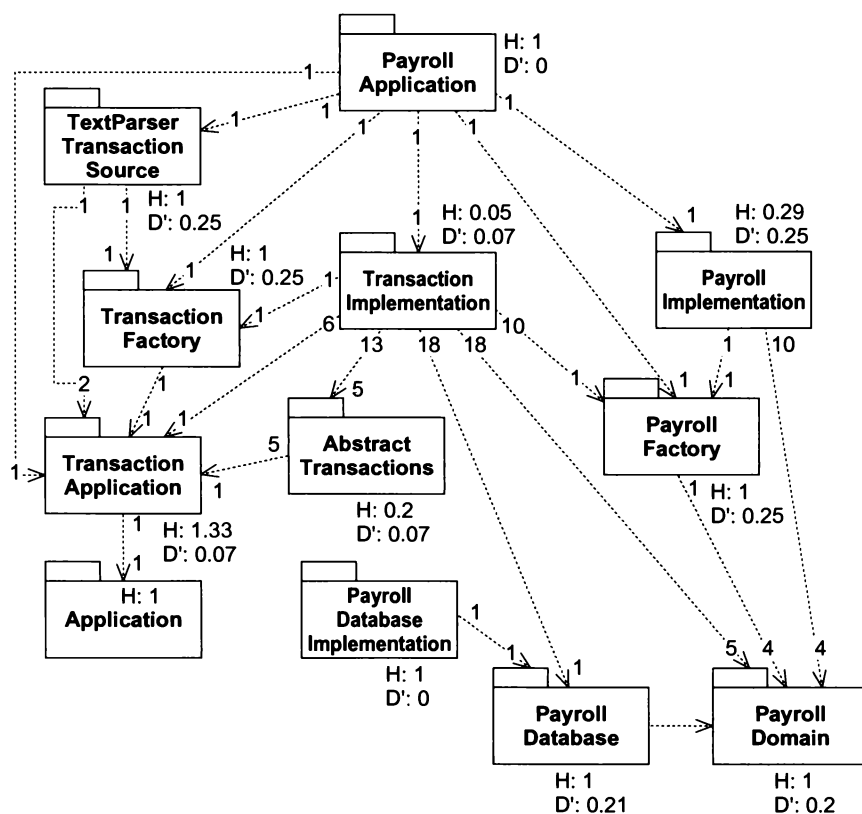 Payroll
Application
H: 1
D': 0
1
1
1
1
1
1
1
TextParser
Transaction
Source
H: 1
D': 0.25
1
1
1
1
1
1
H: 0.05
D': 0.07
H: 0.29
D': 0.25
H: 1
D': 0.25
Transaction
Factory
1
1
Transaction
Implementation
Payroll
Implementation
6
13
18
18
10
1
10
1
2
1
1
5
1
1
1
Transaction
Application
1
1
5
Abstract
Transactions
Payroll
Factory
1
H: 1.33
D': 0.07
H: 0.2
D': 0.07
1
H: 1
D': 0.25
1
H: 1
Application
Payroll
Database
Implementation
1
H: 1
D': 0
1
1
5
4
4
Payroll
Database
Payroll
Domain
H: 1
D': 0.21
H: 1
D': 0.2